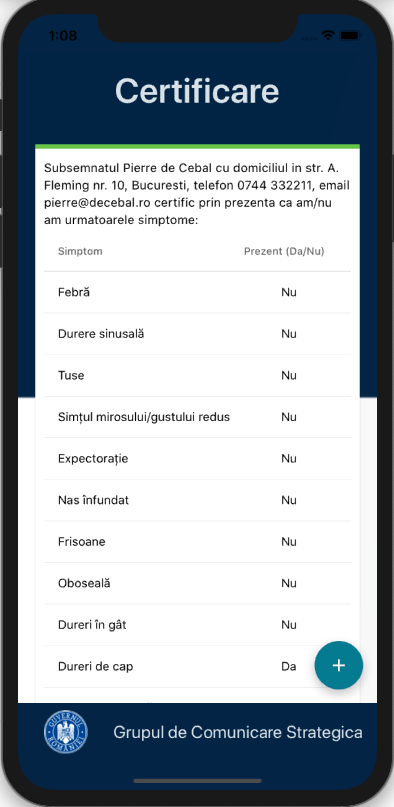 1:08
Certificare
Subsemnatul Pierre de Cebal cu domiciliul in str. A.
Fleming nr. 10, Bucuresti, telefon 0744 332211, email
pierre@decebal.ro certific prin prezenta ca am/nu
am urmatoarele simptome:
Simptom Prezent (Da/Nu)
Febră Nu
Durere sinusală Nu
Tuse Nu
Simțul mirosului/gustului redus Nu
Expectorație Nu
Nas înfundat Nu
Frisoane Nu
Oboseală Nu
Dureri în gât Nu
Dureri de cap Da
+
GUVERNUL ROMÂNIEI
Grupul de Comunicare Strategica